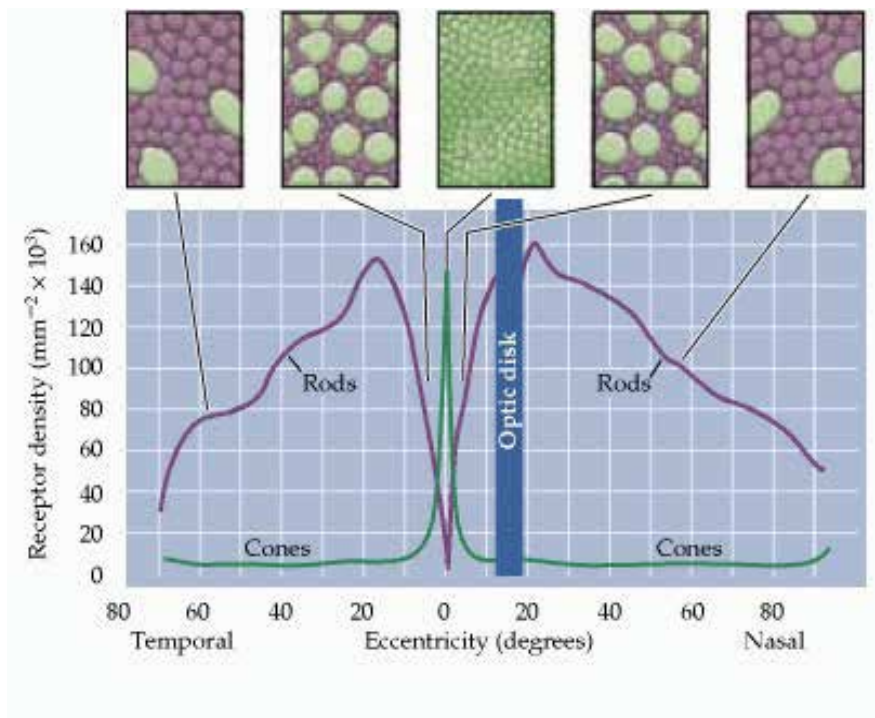 Receptor density (mm⁻² × 10³)
160
140
120
100
80
60
40
20
0
Rods
Rods
Optic disk
Cones
Cones
80 60 40 20 0 20 40 60 80
Temporal Eccentricity (degrees) Nasal